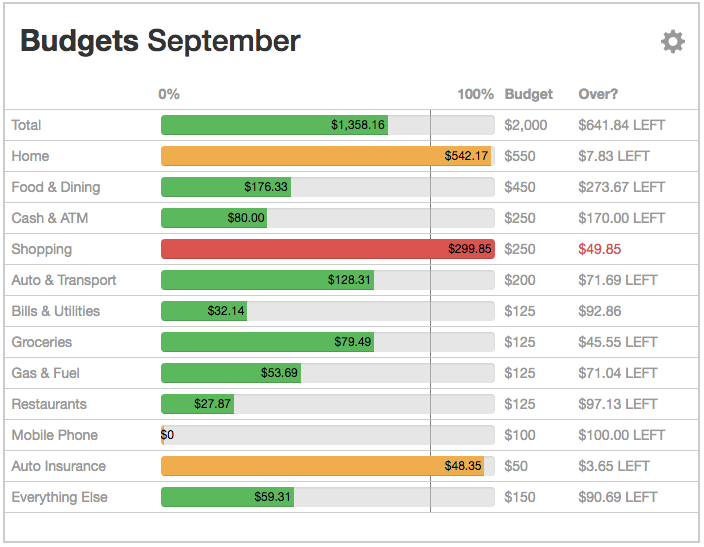 Budgets September
0% 100% Budget Over?
Total $1,358.16 $2,000 $641.84 LEFT
Home $542.17 $550 $7.83 LEFT
Food & Dining $176.33 $450 $273.67 LEFT
Cash & ATM $80.00 $250 $170.00 LEFT
Shopping $299.85 $250 $49.85
Auto & Transport $128.31 $200 $71.69 LEFT
Bills & Utilities $32.14 $125 $92.86
Groceries $79.49 $125 $45.55 LEFT
Gas & Fuel $53.69 $125 $71.04 LEFT
Restaurants $27.87 $125 $97.13 LEFT
Mobile Phone $0 $100 $100.00 LEFT
Auto Insurance $48.35 $50 $3.65 LEFT
Everything Else $59.31 $150 $90.69 LEFT